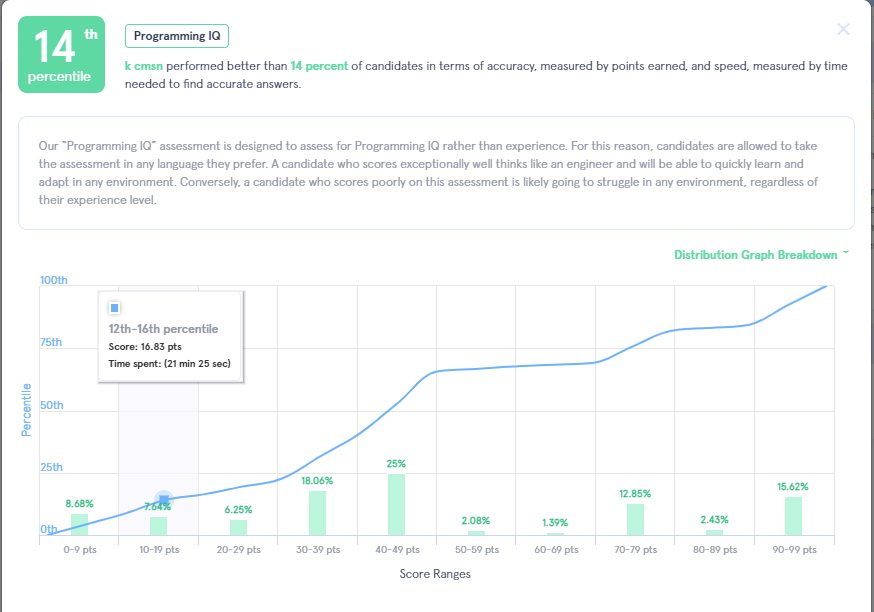 14 th
percentile
Programming IQ
k cmsn performed better than 14 percent of candidates in terms of accuracy, measured by points earned, and speed, measured by time
needed to find accurate answers.
Our "Programming IQ" assessment is designed to assess for Programming IQ rather than experience. For this reason, candidates are allowed to take
the assessment in any language they prefer. A candidate who scores exceptionally well thinks like an engineer and will be able to quickly learn and
adapt in any environment. Conversely, a candidate who scores poorly on this assessment is likely going to struggle in any environment, regardless of
their experience level.
Distribution Graph Breakdown
100th
12th-16th percentile
Score: 16.83 pts
Time spent: (21 min 25 sec)
75th
50th
25th
0th
Percentile
8.68%
7.64%
6.25%
18.06%
25%
2.08%
1.39%
12.85%
2.43%
15.62%
0-9 pts
10-19 pts
20-29 pts
30-39 pts
40-49 pts
50-59 pts
60-69 pts
70-79 pts
80-89 pts
90-99 pts
Score Ranges